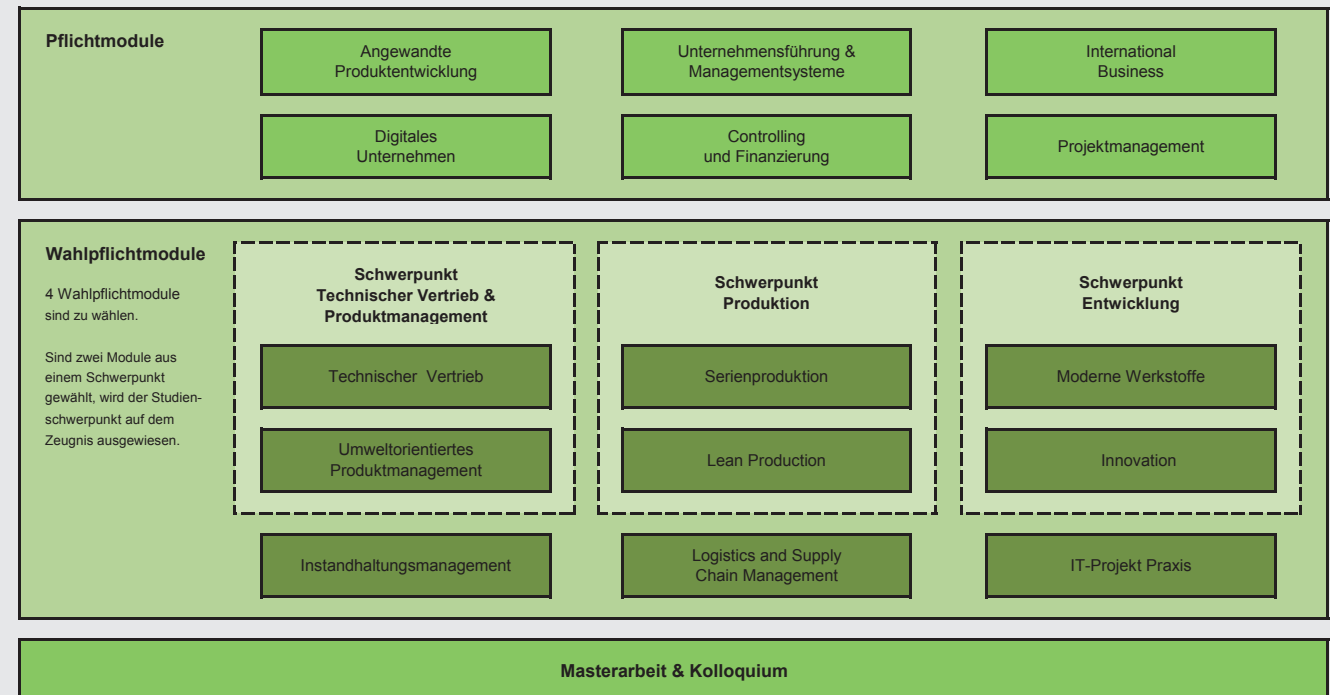 Pflichtmodule
Angewandte
Produktentwicklung
Unternehmensführung &
Managementsysteme
International
Business
Digitales
Unternehmen
Controlling
und Finanzierung
Projektmanagement
Wahlpflichtmodule
4 Wahlpflichtmodule
sind zu wählen.
Sind zwei Module aus
einem Schwerpunkt
gewählt, wird der Studien-
schwerpunkt auf dem
Zeugnis ausgewiesen.
Schwerpunkt
Technischer Vertrieb &
Produktmanagement
Schwerpunkt
Produktion
Schwerpunkt
Entwicklung
Technischer Vertrieb
Serienproduktion
Moderne Werkstoffe
Umweltorientiertes
Produktmanagement
Lean Production
Innovation
Instandhaltungsmanagement
Logistics and Supply
Chain Management
IT-Projekt Praxis
Masterarbeit & Kolloquium